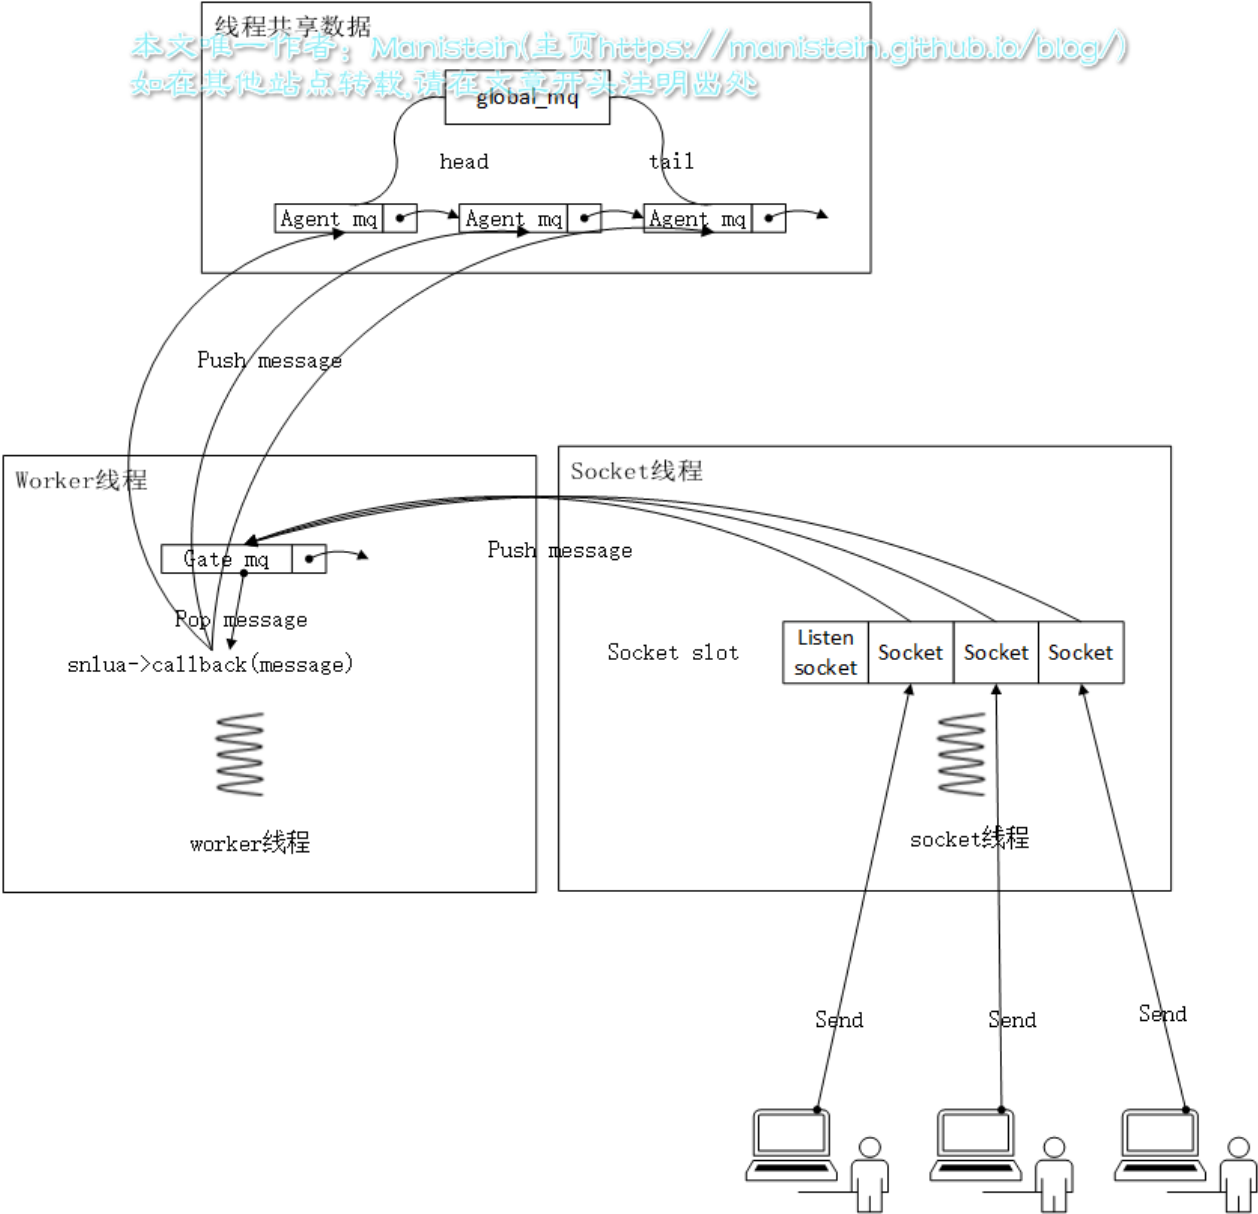 线程共享数据
本文唯一作者：Manistein(主页https://manistein.github.io/blog/)
如在其他站点转载,请在文章开头注明出处
global_mq
head
tail
Agent mq
Agent mq
Agent mq
Push message
Worker线程
Socket线程
Gate mq
Push message
Pop message
snlua->callback(message)
Socket slot
Listen
socket
Socket
Socket
Socket
worker线程
socket线程
Send
Send
Send